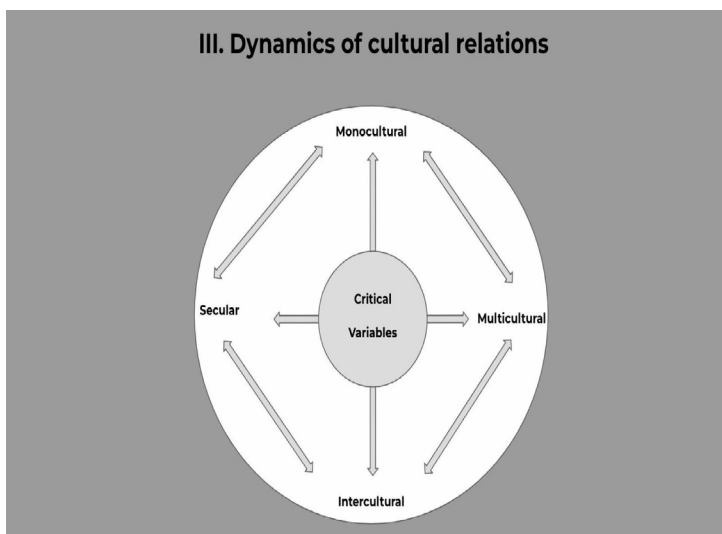 III. Dynamics of cultural relations
Monocultural
Critical
Variables
Secular
Multicultural
Intercultural